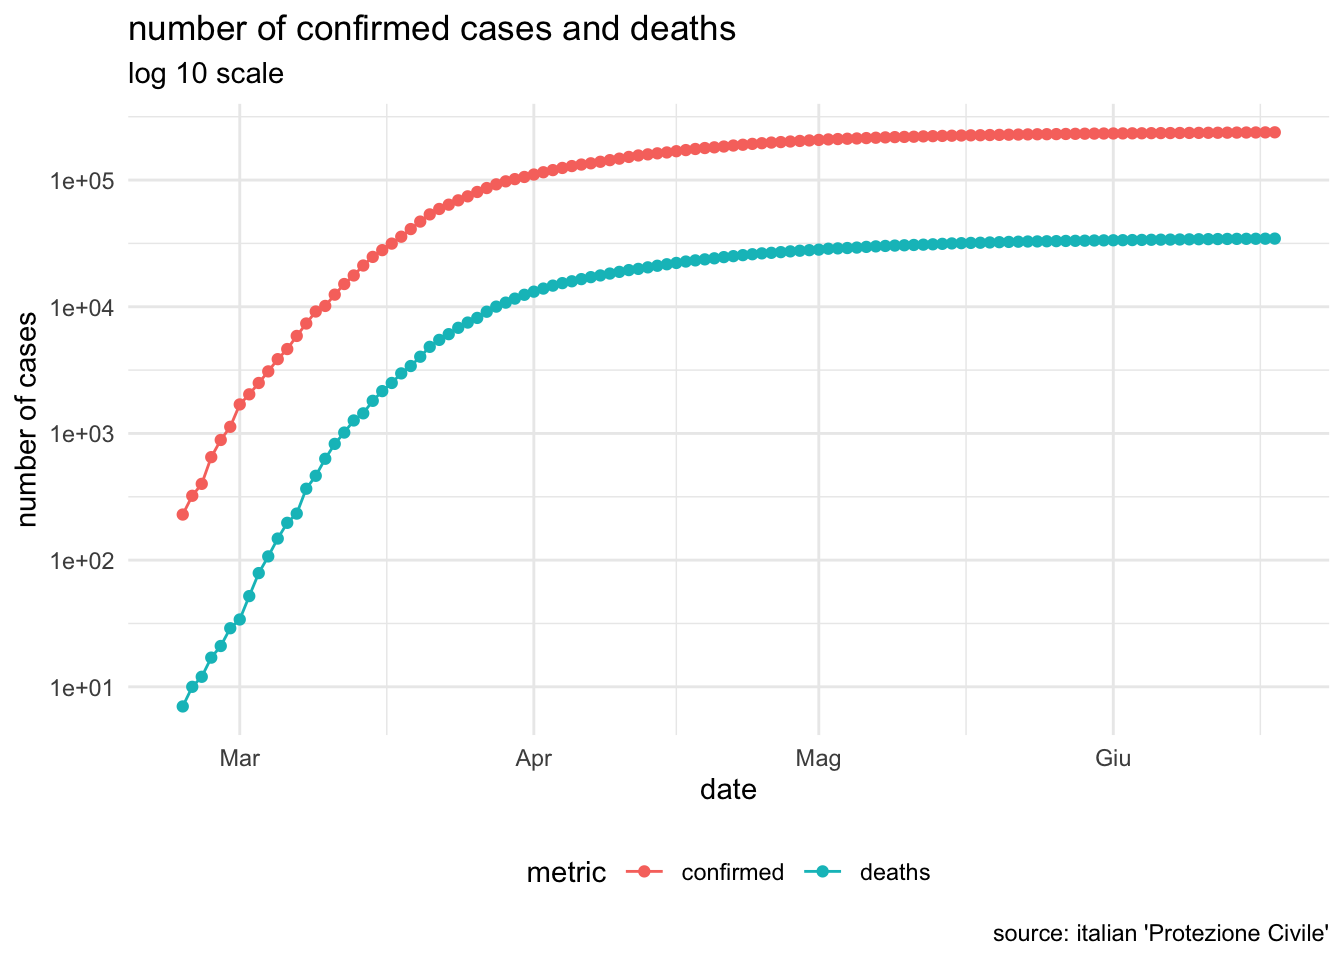 number of confirmed cases and deaths
log 10 scale
number of cases
1e+05
1e+04
1e+03
1e+02
1e+01
Mar Apr Mag Giu
date
metric confirmed deaths
source: italian 'Protezione Civile'